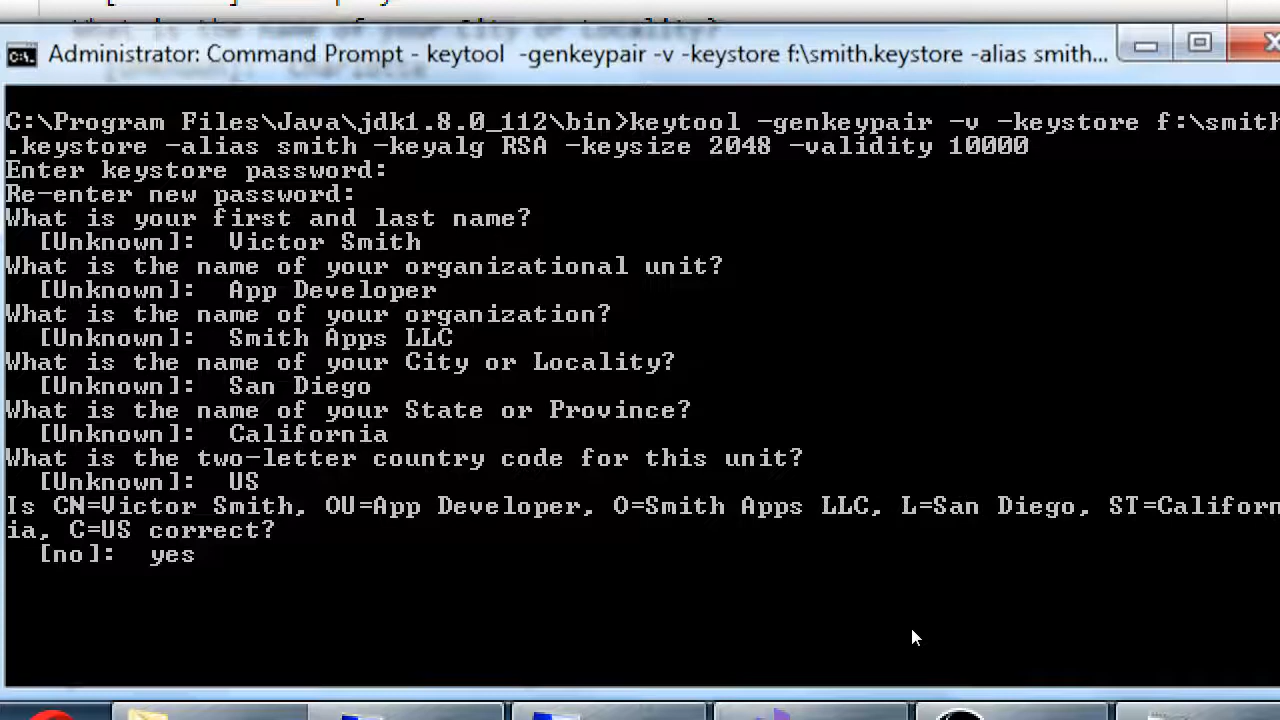 Administrator: Command Prompt - keytool  -genkeypair -v -keystore f:\smith.keystore -alias smith...
C:\Program Files\Java\jdk1.8.0_112\bin>keytool -genkeypair -v -keystore f:\smith
.keystore -alias smith -keyalg RSA -keysize 2048 -validity 10000
Enter keystore password:
Re-enter new password:
What is your first and last name?
  [Unknown]:  Victor Smith
What is the name of your organizational unit?
  [Unknown]:  App Developer
What is the name of your organization?
  [Unknown]:  Smith Apps LLC
What is the name of your City or Locality?
  [Unknown]:  San Diego
What is the name of your State or Province?
  [Unknown]:  California
What is the two-letter country code for this unit?
  [Unknown]:  US
Is CN=Victor Smith, OU=App Developer, O=Smith Apps LLC, L=San Diego, ST=Californ
ia, C=US correct?
  [no]:  yes